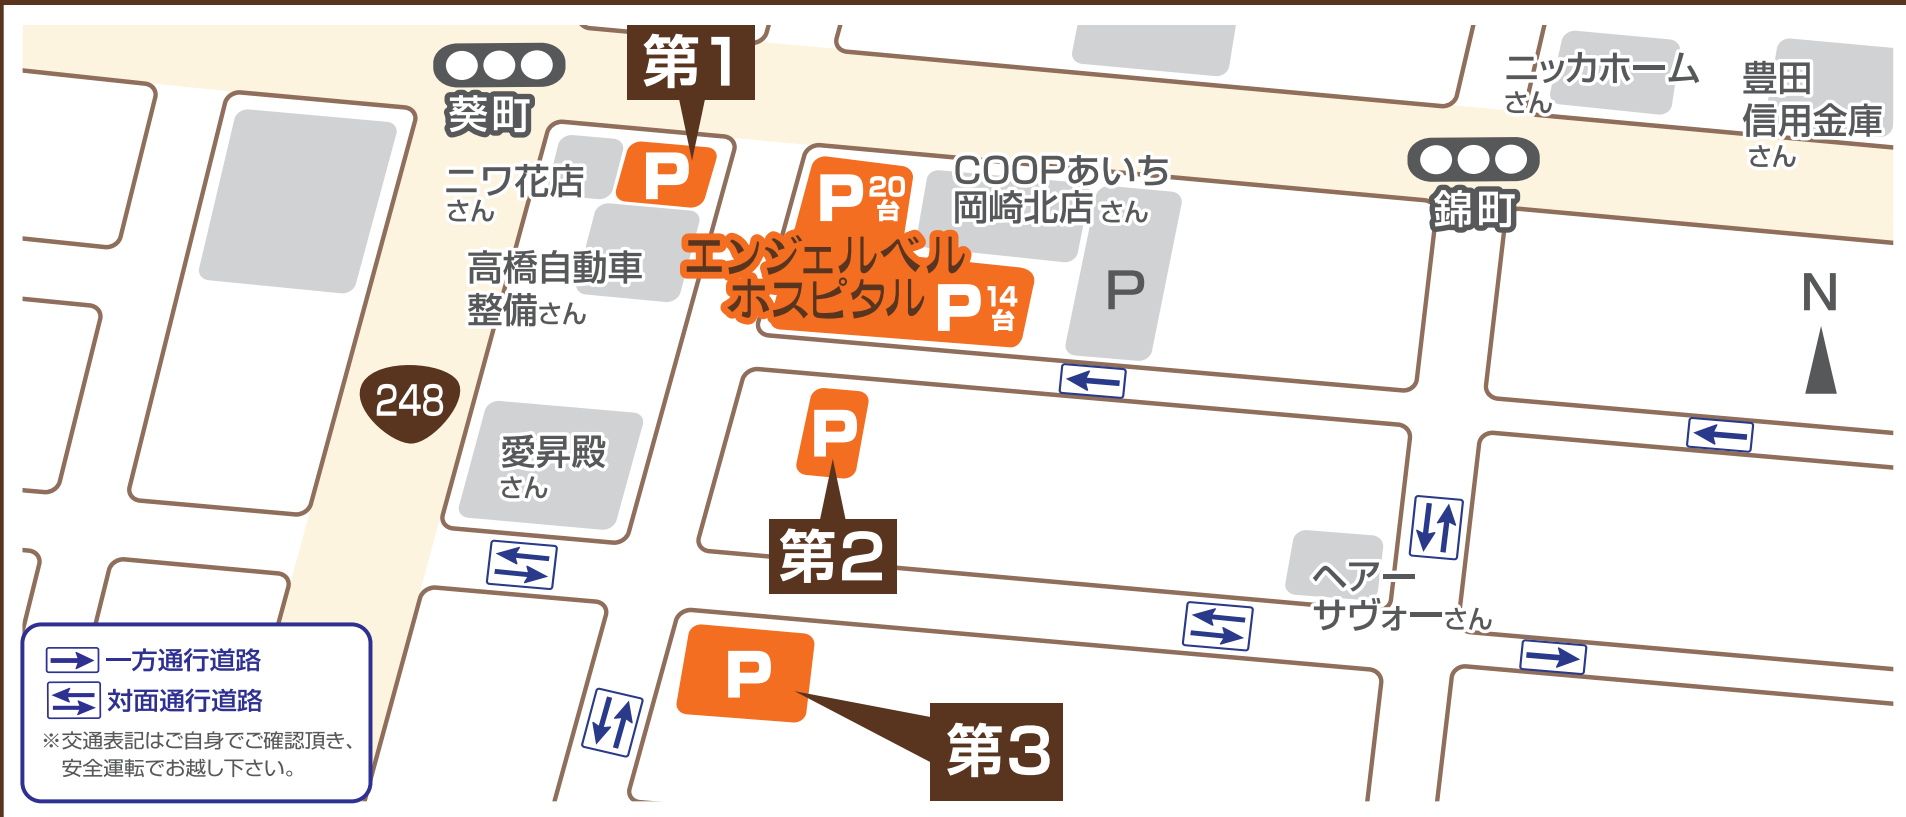 第1
葵町
ニッカホーム
さん
豊田
信用金庫
さん
錦町
ニワ花店
さん
P
P 20台
COOPあいち
岡崎北店さん
P
高橋自動車
整備さん
エンジェルベル
ホスピタル
P 14台
N
248
愛昇殿
さん
P
第2
ヘアー
サヴォーさん
P
第3
一方通行道路
対面通行道路
※交通表記はご自身でご確認頂き、
安全運転でお越し下さい。